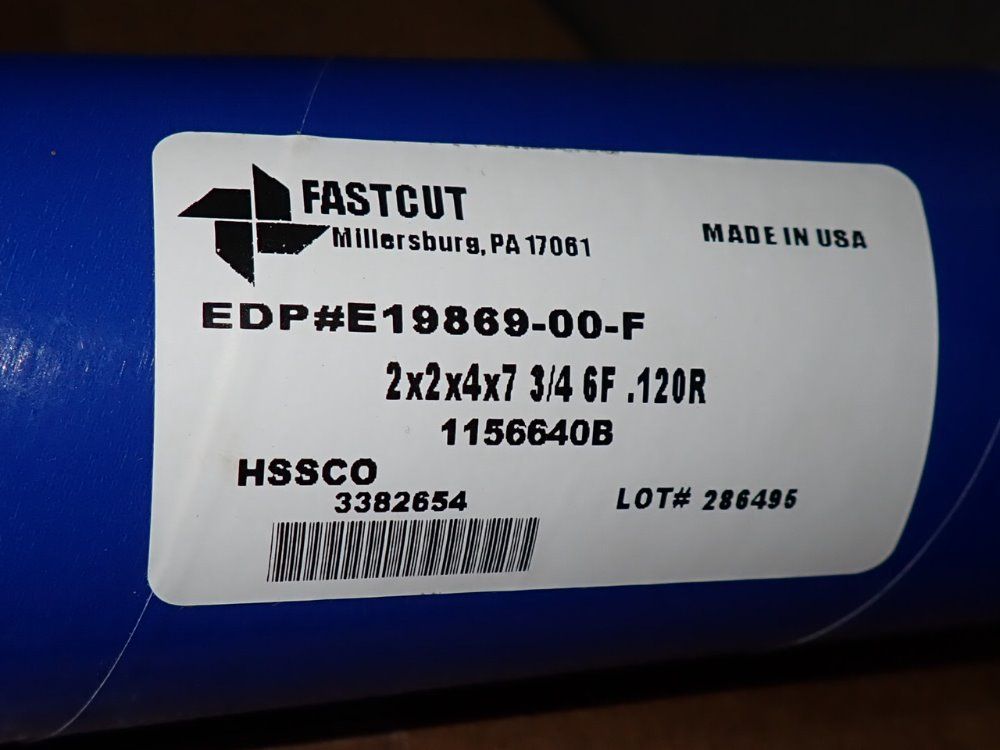 FASTCUT
Millersburg, PA 17061
MADE IN USA
EDP#E19869-00-F
2x2x4x7 3/4 6F .120R
1156640B
HSSCO
3382654
LOT# 286495